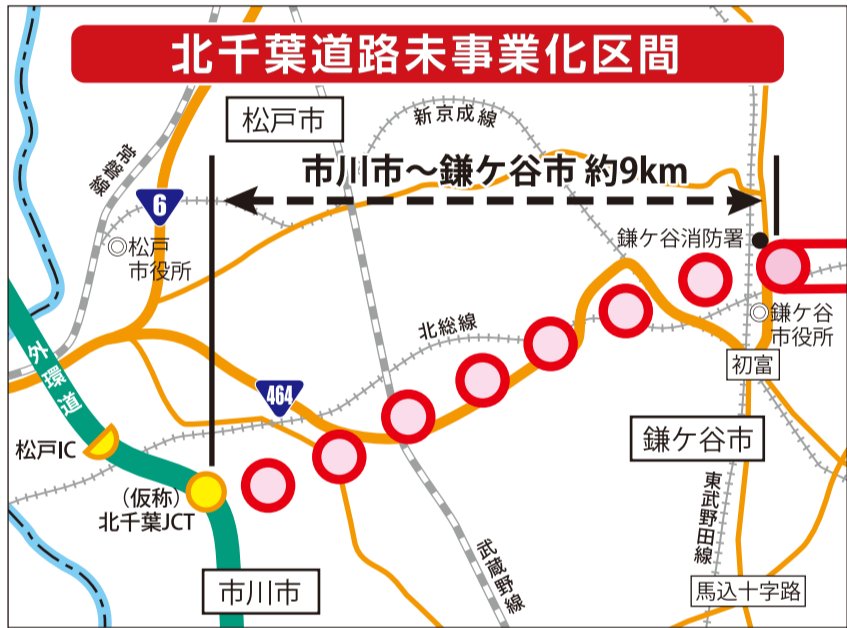 北千葉道路未事業化区間
松戸市
新京成線
常磐線
市川市～鎌ケ谷市 約9km
6
◎松戸
市役所
鎌ケ谷消防署
北総線
◎鎌ケ谷
市役所
外環道
初富
464
松戸IC
鎌ケ谷市
（仮称）
北千葉JCT
東武野田線
武蔵野線
市川市
馬込十字路